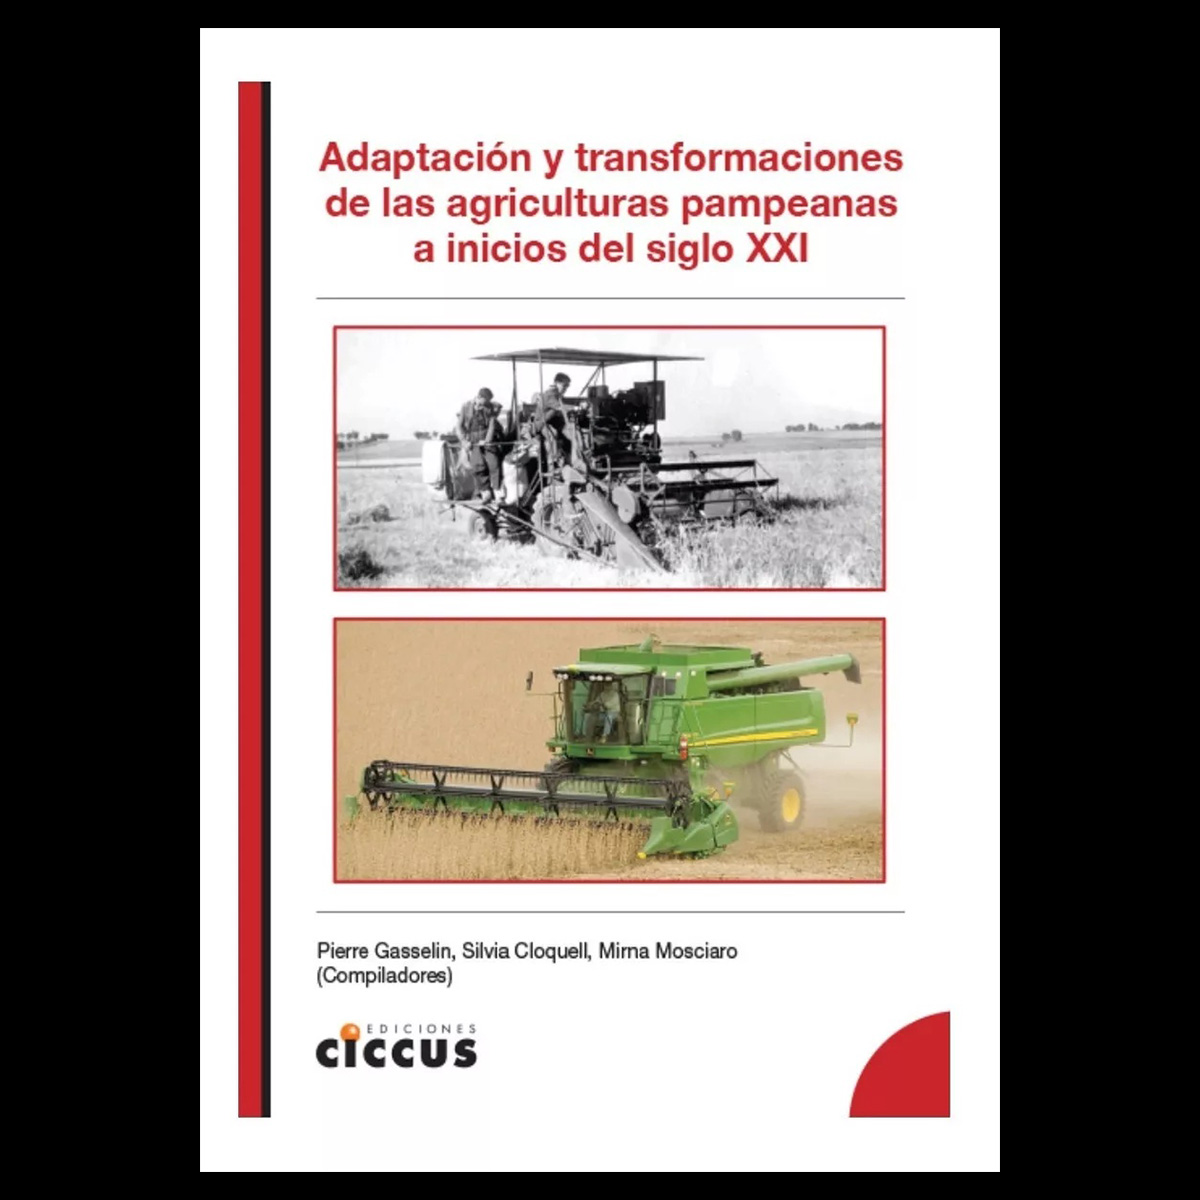 Adaptación y transformaciones
de las agriculturas pampeanas
a inicios del siglo XXI
Pierre Gasselin, Silvia Cloquell, Mirna Mosciaro
(Compiladores)
EDICIONES
ciccus